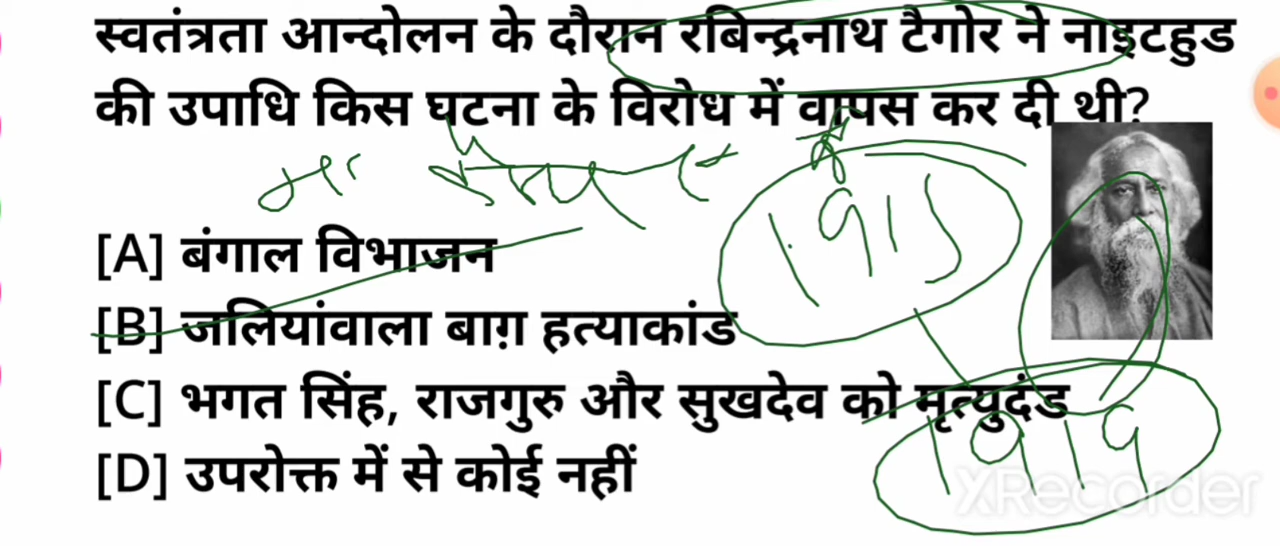 स्वतंत्रता आन्दोलन के दौरान रबिन्द्रनाथ टैगोर ने नाइटहुड
की उपाधि किस घटना के विरोध में वापस कर दी थी?
1915
[A] बंगाल विभाजन
[B] जलियांवाला बाग़ हत्याकांड
[C] भगत सिंह, राजगुरु और सुखदेव को मृत्युदंड
1919
[D] उपरोक्त में से कोई नहीं
XRecorder